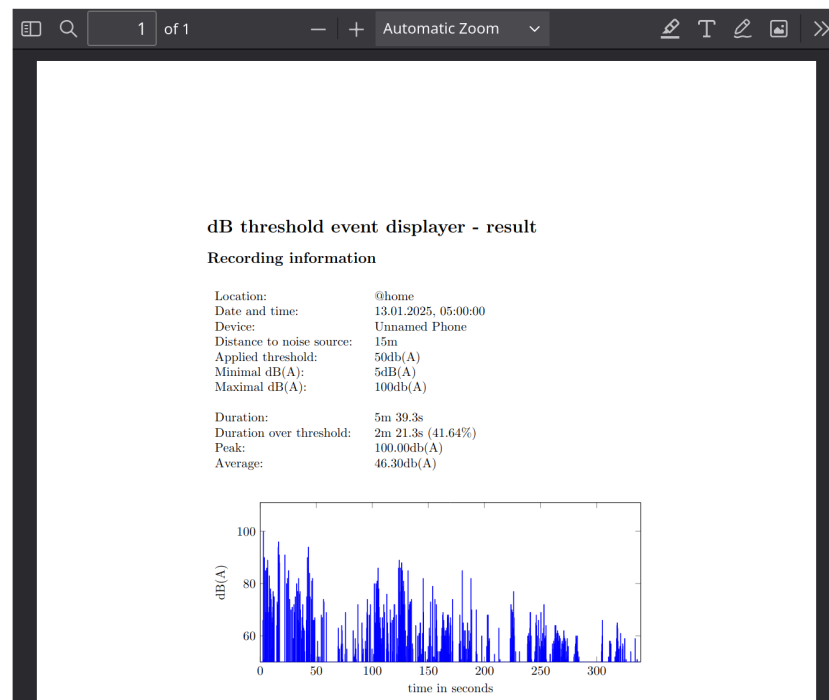 1 of 1 Automatic Zoom
dB threshold event displayer - result
Recording information
Location: @home
Date and time: 13.01.2025, 05:00:00
Device: Unnamed Phone
Distance to noise source: 15m
Applied threshold: 50db(A)
Minimal dB(A): 5dB(A)
Maximal dB(A): 100db(A)
Duration: 5m 39.3s
Duration over threshold: 2m 21.3s (41.64%)
Peak: 100.00db(A)
Average: 46.30db(A)
100
80
60
dB(A)
0 50 100 150 200 250 300
time in seconds